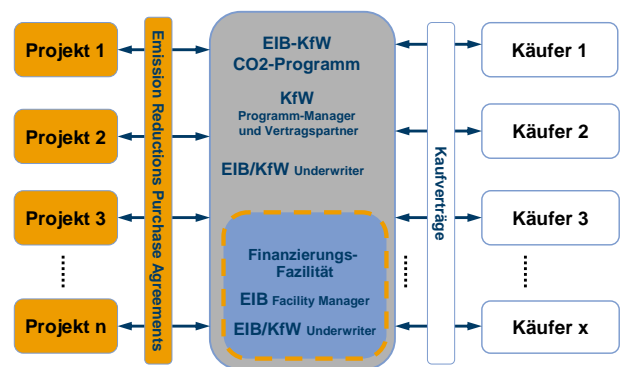 Projekt 1
Projekt 2
Projekt 3
Projekt n
Emission Reductions Purchase Agreements
EIB-KfW
CO2-Programm
KfW
Programm-Manager
und Vertragspartner
EIB/KfW Underwriter
Finanzierungs-
Fazilität
EIB Facility Manager
EIB/KfW Underwriter
Kaufverträge
Käufer 1
Käufer 2
Käufer 3
Käufer x